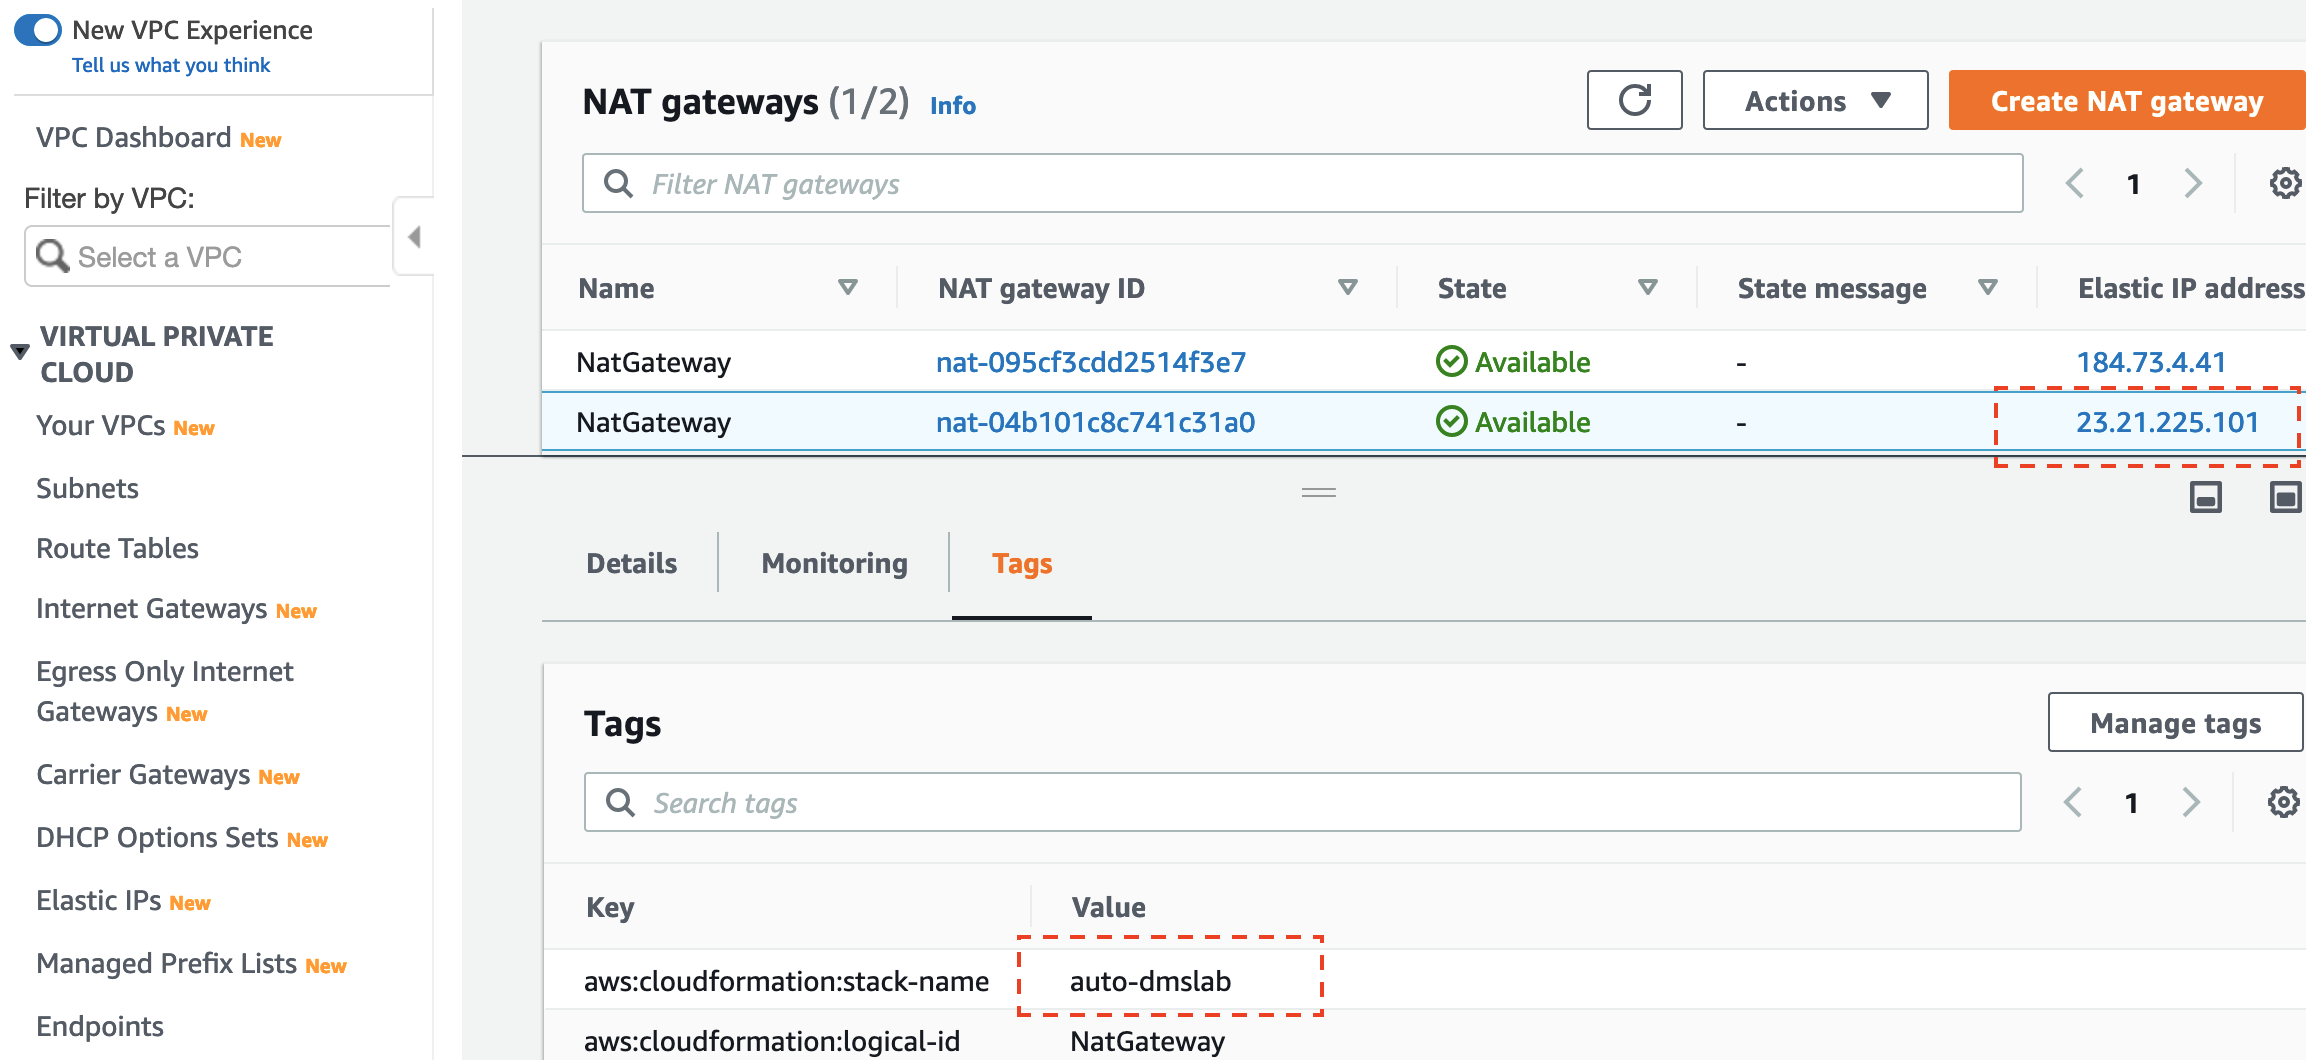 New VPC Experience
Tell us what you think
VPC Dashboard New
Filter by VPC:
Select a VPC
VIRTUAL PRIVATE
CLOUD
Your VPCs New
Subnets
Route Tables
Internet Gateways New
Egress Only Internet
Gateways New
Carrier Gateways New
DHCP Options Sets New
Elastic IPs New
Managed Prefix Lists New
Endpoints
NAT gateways (1/2) Info
Actions
Create NAT gateway
Filter NAT gateways
1
Name NAT gateway ID State State message Elastic IP address
NatGateway nat-095cf3cdd2514f3e7 Available - 184.73.4.41
NatGateway nat-04b101c8c741c31a0 Available - 23.21.225.101
Details Monitoring Tags
Tags
Manage tags
Search tags
1
Key Value
aws:cloudformation:stack-name auto-dmslab
aws:cloudformation:logical-id NatGateway